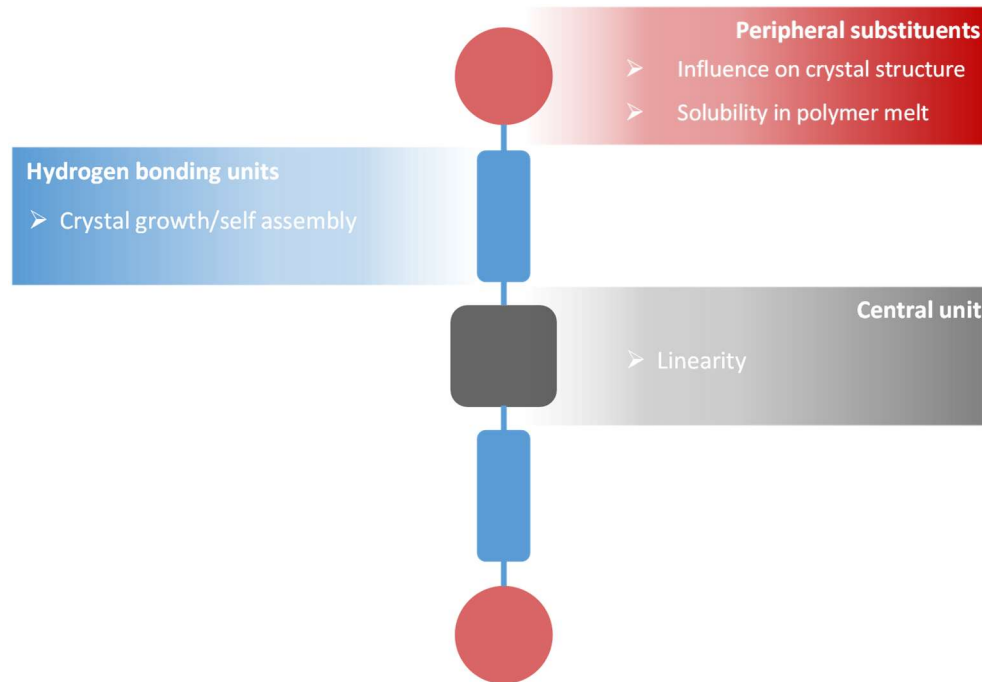 Peripheral substituents
➢ Influence on crystal structure
➢ Solubility in polymer melt
Hydrogen bonding units
➢ Crystal growth/self assembly
Central unit
➢ Linearity